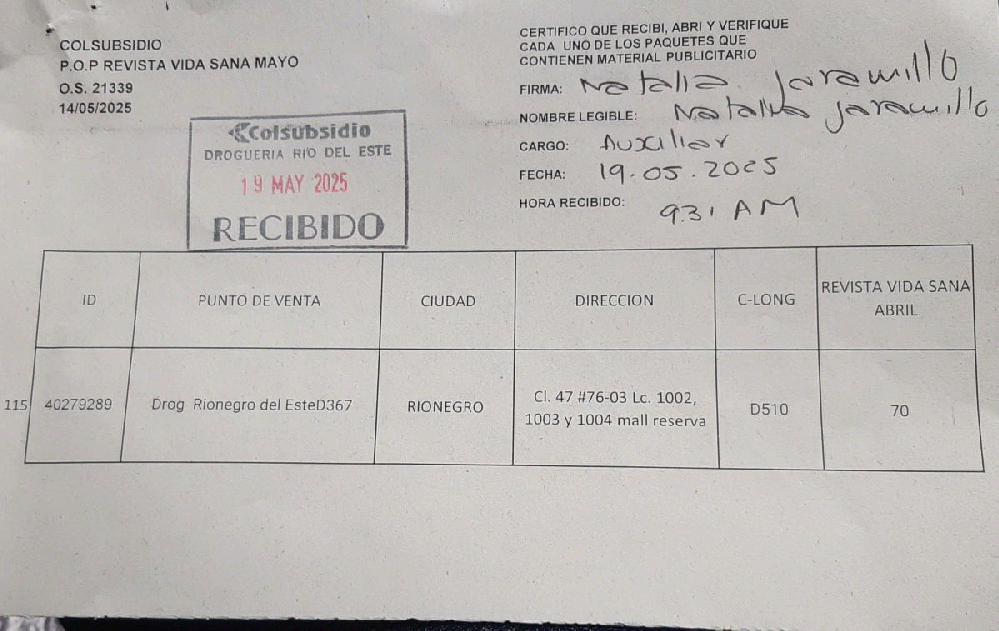 COLSUBSIDIO
P.O.P REVISTA VIDA SANA MAYO
O.S. 21339
14/05/2025
CERTIFICO QUE RECIBI, ABRI Y VERIFIQUE
CADA UNO DE LOS PAQUETES QUE
CONTIENEN MATERIAL PUBLICITARIO
FIRMA: Natalia Jaramillo
NOMBRE LEGIBLE: Natalia Jaramillo
CARGO: Auxiliar
FECHA: 19.05.2025
HORA RECIBIDO: 9:31 AM
Colsubsidio
DROGUERIA RIO DEL ESTE
19 MAY 2025
RECIBIDO
ID PUNTO DE VENTA CIUDAD DIRECCION C-LONG REVISTA VIDA SANA
ABRIL
115 40279289 Drog Rionegro del EsteD367 RIONEGRO Cl. 47 #76-03 Lc. 1002,
1003 y 1004 mall reserva D510 70